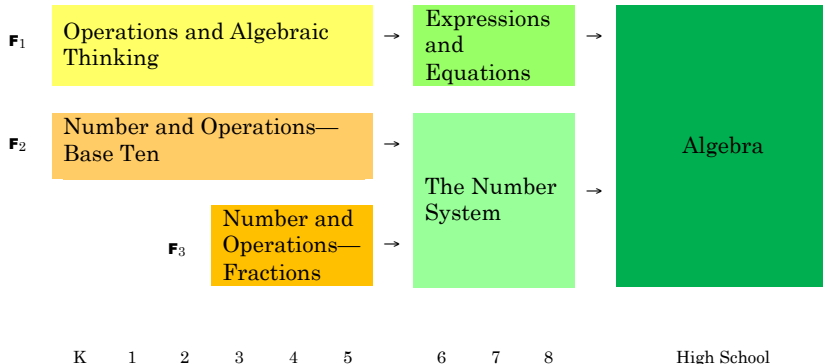 F1 Operations and Algebraic
Thinking
→
Expressions
and
Equations
→
F2 Number and Operations—
Base Ten
→
The Number
System
→
Algebra
F3 Number and
Operations—
Fractions
→
K 1 2 3 4 5 6 7 8 High School